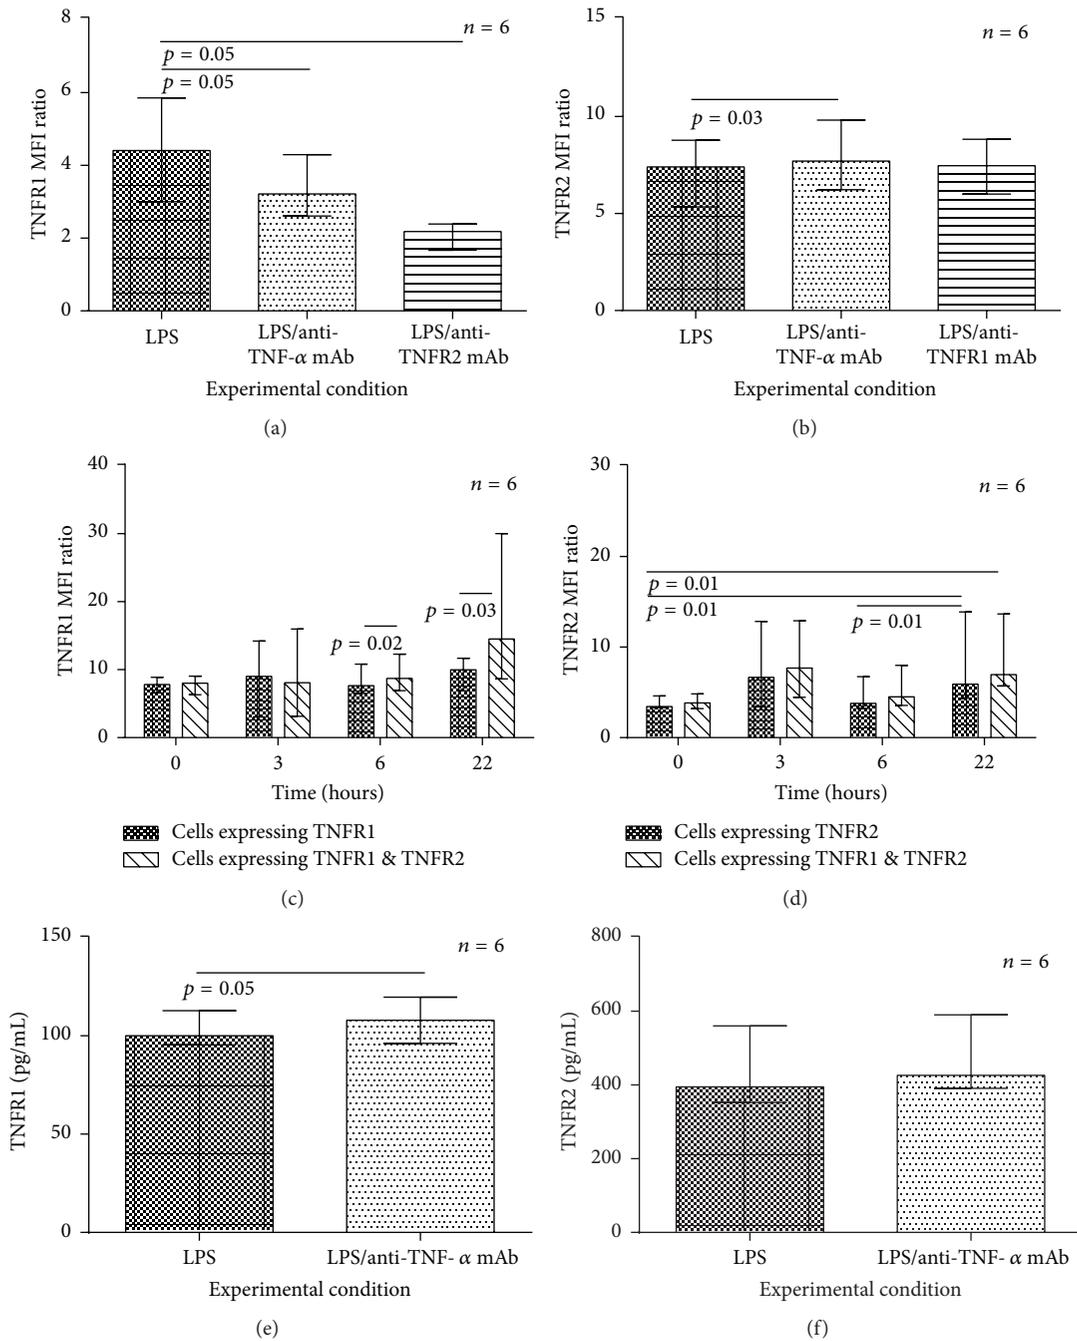 8
6
4
2
0
TNFR1 MFI ratio
n = 6
p = 0.05
p = 0.05
LPS
LPS/anti-
TNF-α mAb
LPS/anti-
TNFR2 mAb
Experimental condition
(a)
15
10
5
0
TNFR2 MFI ratio
n = 6
p = 0.03
LPS
LPS/anti-
TNF-α mAb
LPS/anti-
TNFR1 mAb
Experimental condition
(b)
40
30
20
10
0
TNFR1 MFI ratio
n = 6
p = 0.03
p = 0.02
0 3 6 22
Time (hours)
Cells expressing TNFR1
Cells expressing TNFR1 & TNFR2
(c)
30
20
10
0
TNFR2 MFI ratio
n = 6
p = 0.01
p = 0.01
p = 0.01
0 3 6 22
Time (hours)
Cells expressing TNFR2
Cells expressing TNFR1 & TNFR2
(d)
150
100
50
0
TNFR1 (pg/mL)
n = 6
p = 0.05
LPS
LPS/anti-TNF- α mAb
Experimental condition
(e)
800
600
400
200
0
TNFR2 (pg/mL)
n = 6
LPS
LPS/anti-TNF- α mAb
Experimental condition
(f)